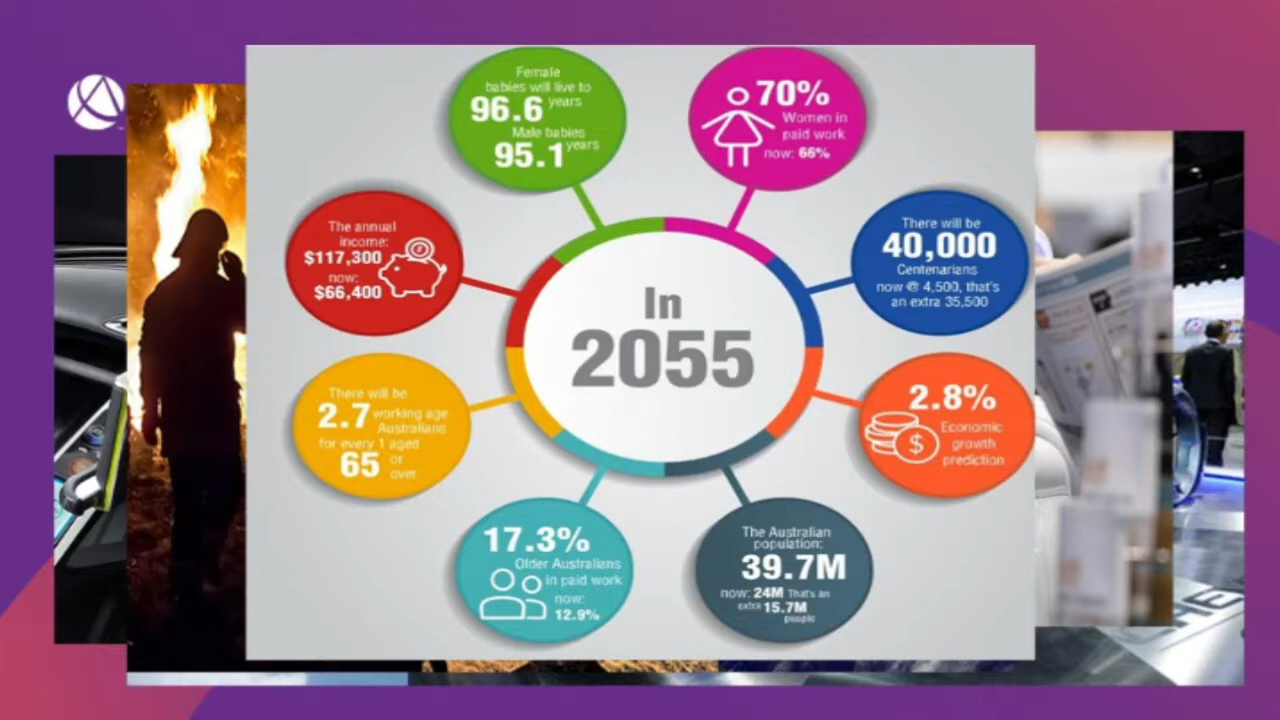 Female
babies will live to
96.6 years
Male babies
95.1 years
70%
Women in
paid work
now: 66%
The annual
income:
$117,300
now:
$66,400
There will be
40,000
Centenarians
now @ 4,500, that's
an extra 35,500
In
2055
There will be
2.7 working age
Australians
for every 1 aged
65 or
over
2.8%
Economic
growth
prediction
$
17.3%
Older Australians
in paid work
now:
12.9%
The Australian
population:
39.7M
now: 24M That's an
extra 15.7M
people